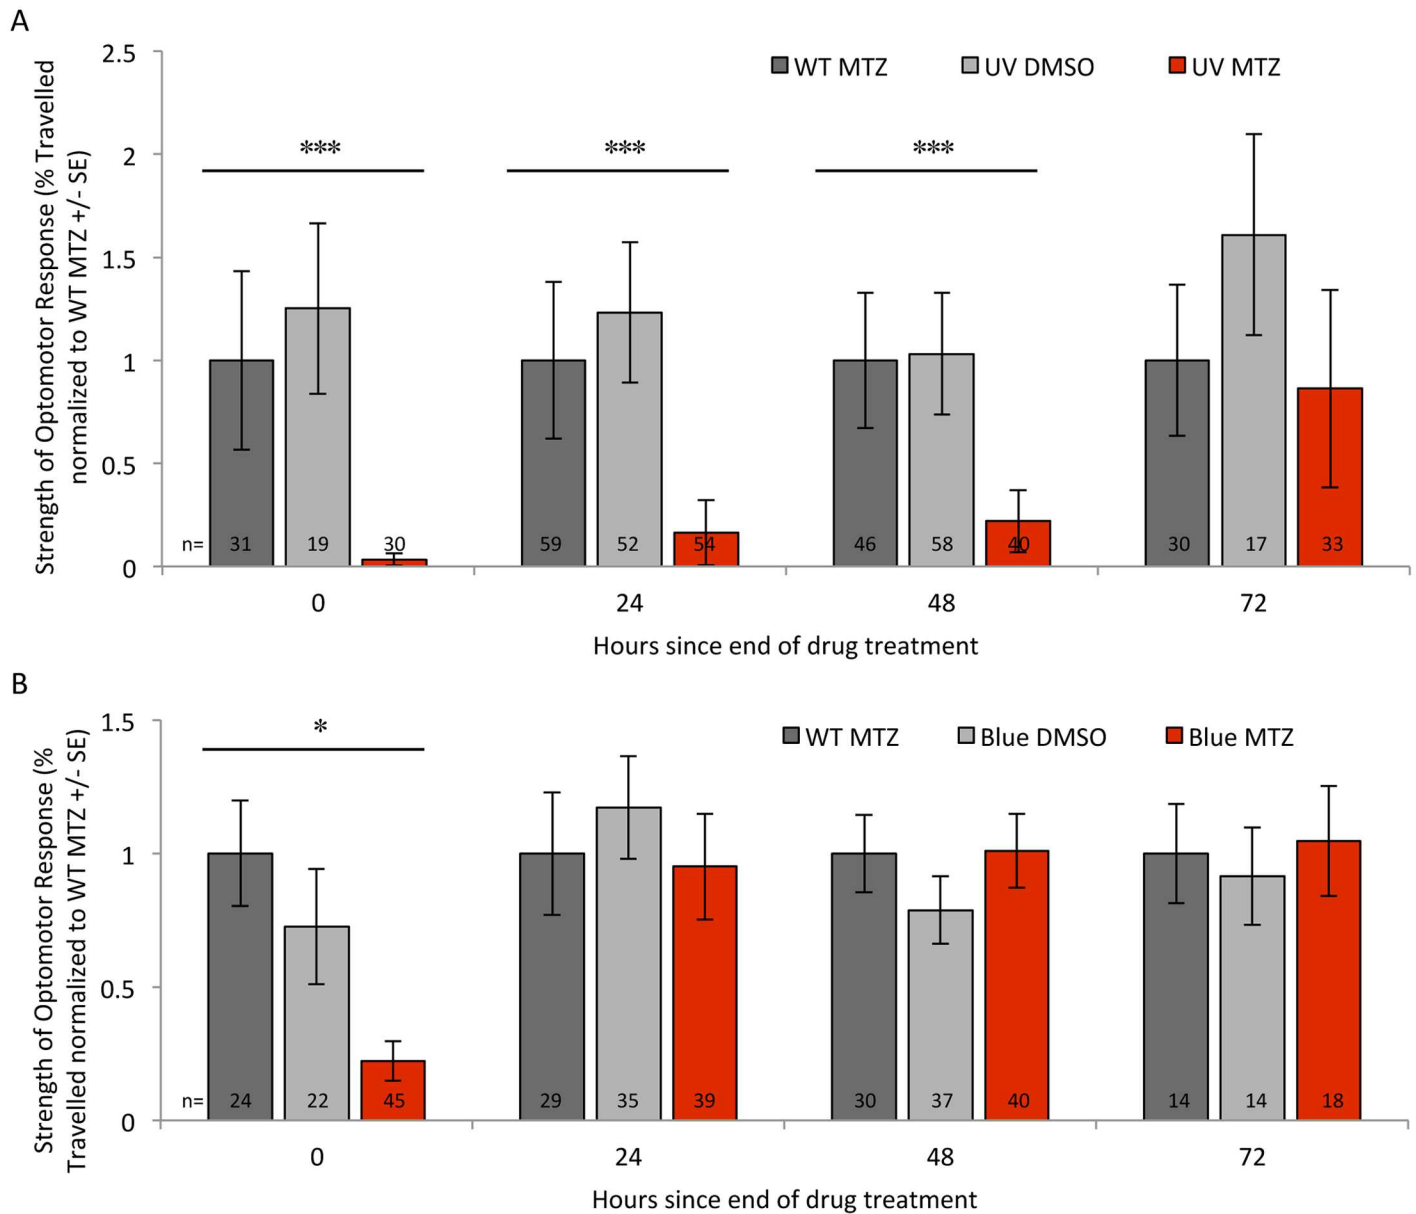 A
Strength of Optomotor Response (% Travelled
normalized to WT MTZ +/- SE)
2.5
2
1.5
1
0.5
0
WT MTZ UV DMSO UV MTZ
*** *** ***
n= 31 19 30 59 52 54 46 58 40 30 17 33
0 24 48 72
Hours since end of drug treatment
B
Strength of Optomotor Response (%
Travelled normalized to WT MTZ +/- SE)
1.5
1
0.5
0
WT MTZ Blue DMSO Blue MTZ
*
n= 24 22 45 29 35 39 30 37 40 14 14 18
0 24 48 72
Hours since end of drug treatment